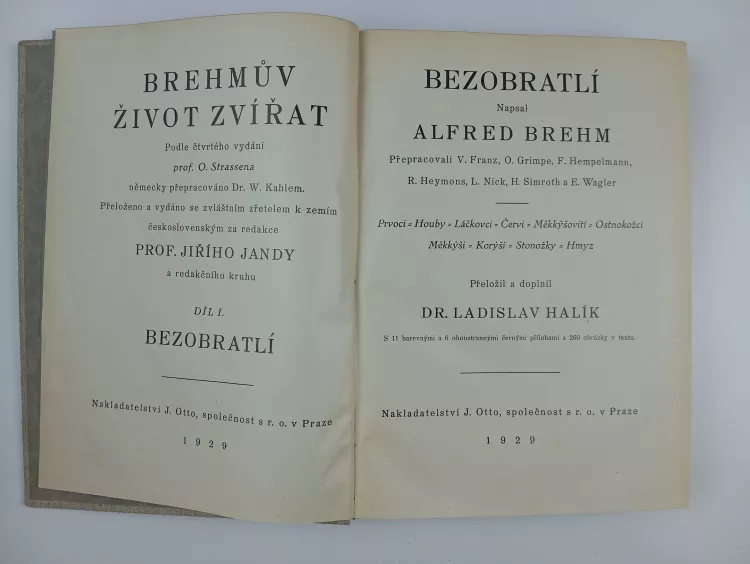 BREHMŮV
ŽIVOT ZVÍŘAT
Podle čtvrtého vydání
prof. O. Strassena
německy přepracováno Dr. W. Kahlem.
Přeloženo a vydáno se zvláštním zřetelem k zemím
československým za redakce
PROF. JIŘÍHO JANDY
a redakčního kruhu
DÍL I.
BEZOBRATLÍ
Nakladatelství J. Otto, společnost s r. o. v Praze
1929
BEZOBRATLÍ
Napsal
ALFRED BREHM
Přepracovali V. Franz, O. Grimpe, F. Hempelmann,
R. Heymons, L. Nick, H. Simroth a E. Wagler
Prvoci - Houby - Láčkovci - Červi - Měkkýšovití - Ostnokožci
Měkkýši - Korýši - Stonožky - Hmyz
Přeložil a doplnil
DR. LADISLAV HALÍK
S 11 barevnými a 6 oboustrannými černými přílohami a 260 obrázky v textu.
Nakladatelství J. Otto, společnost s r. o. v Praze
1929